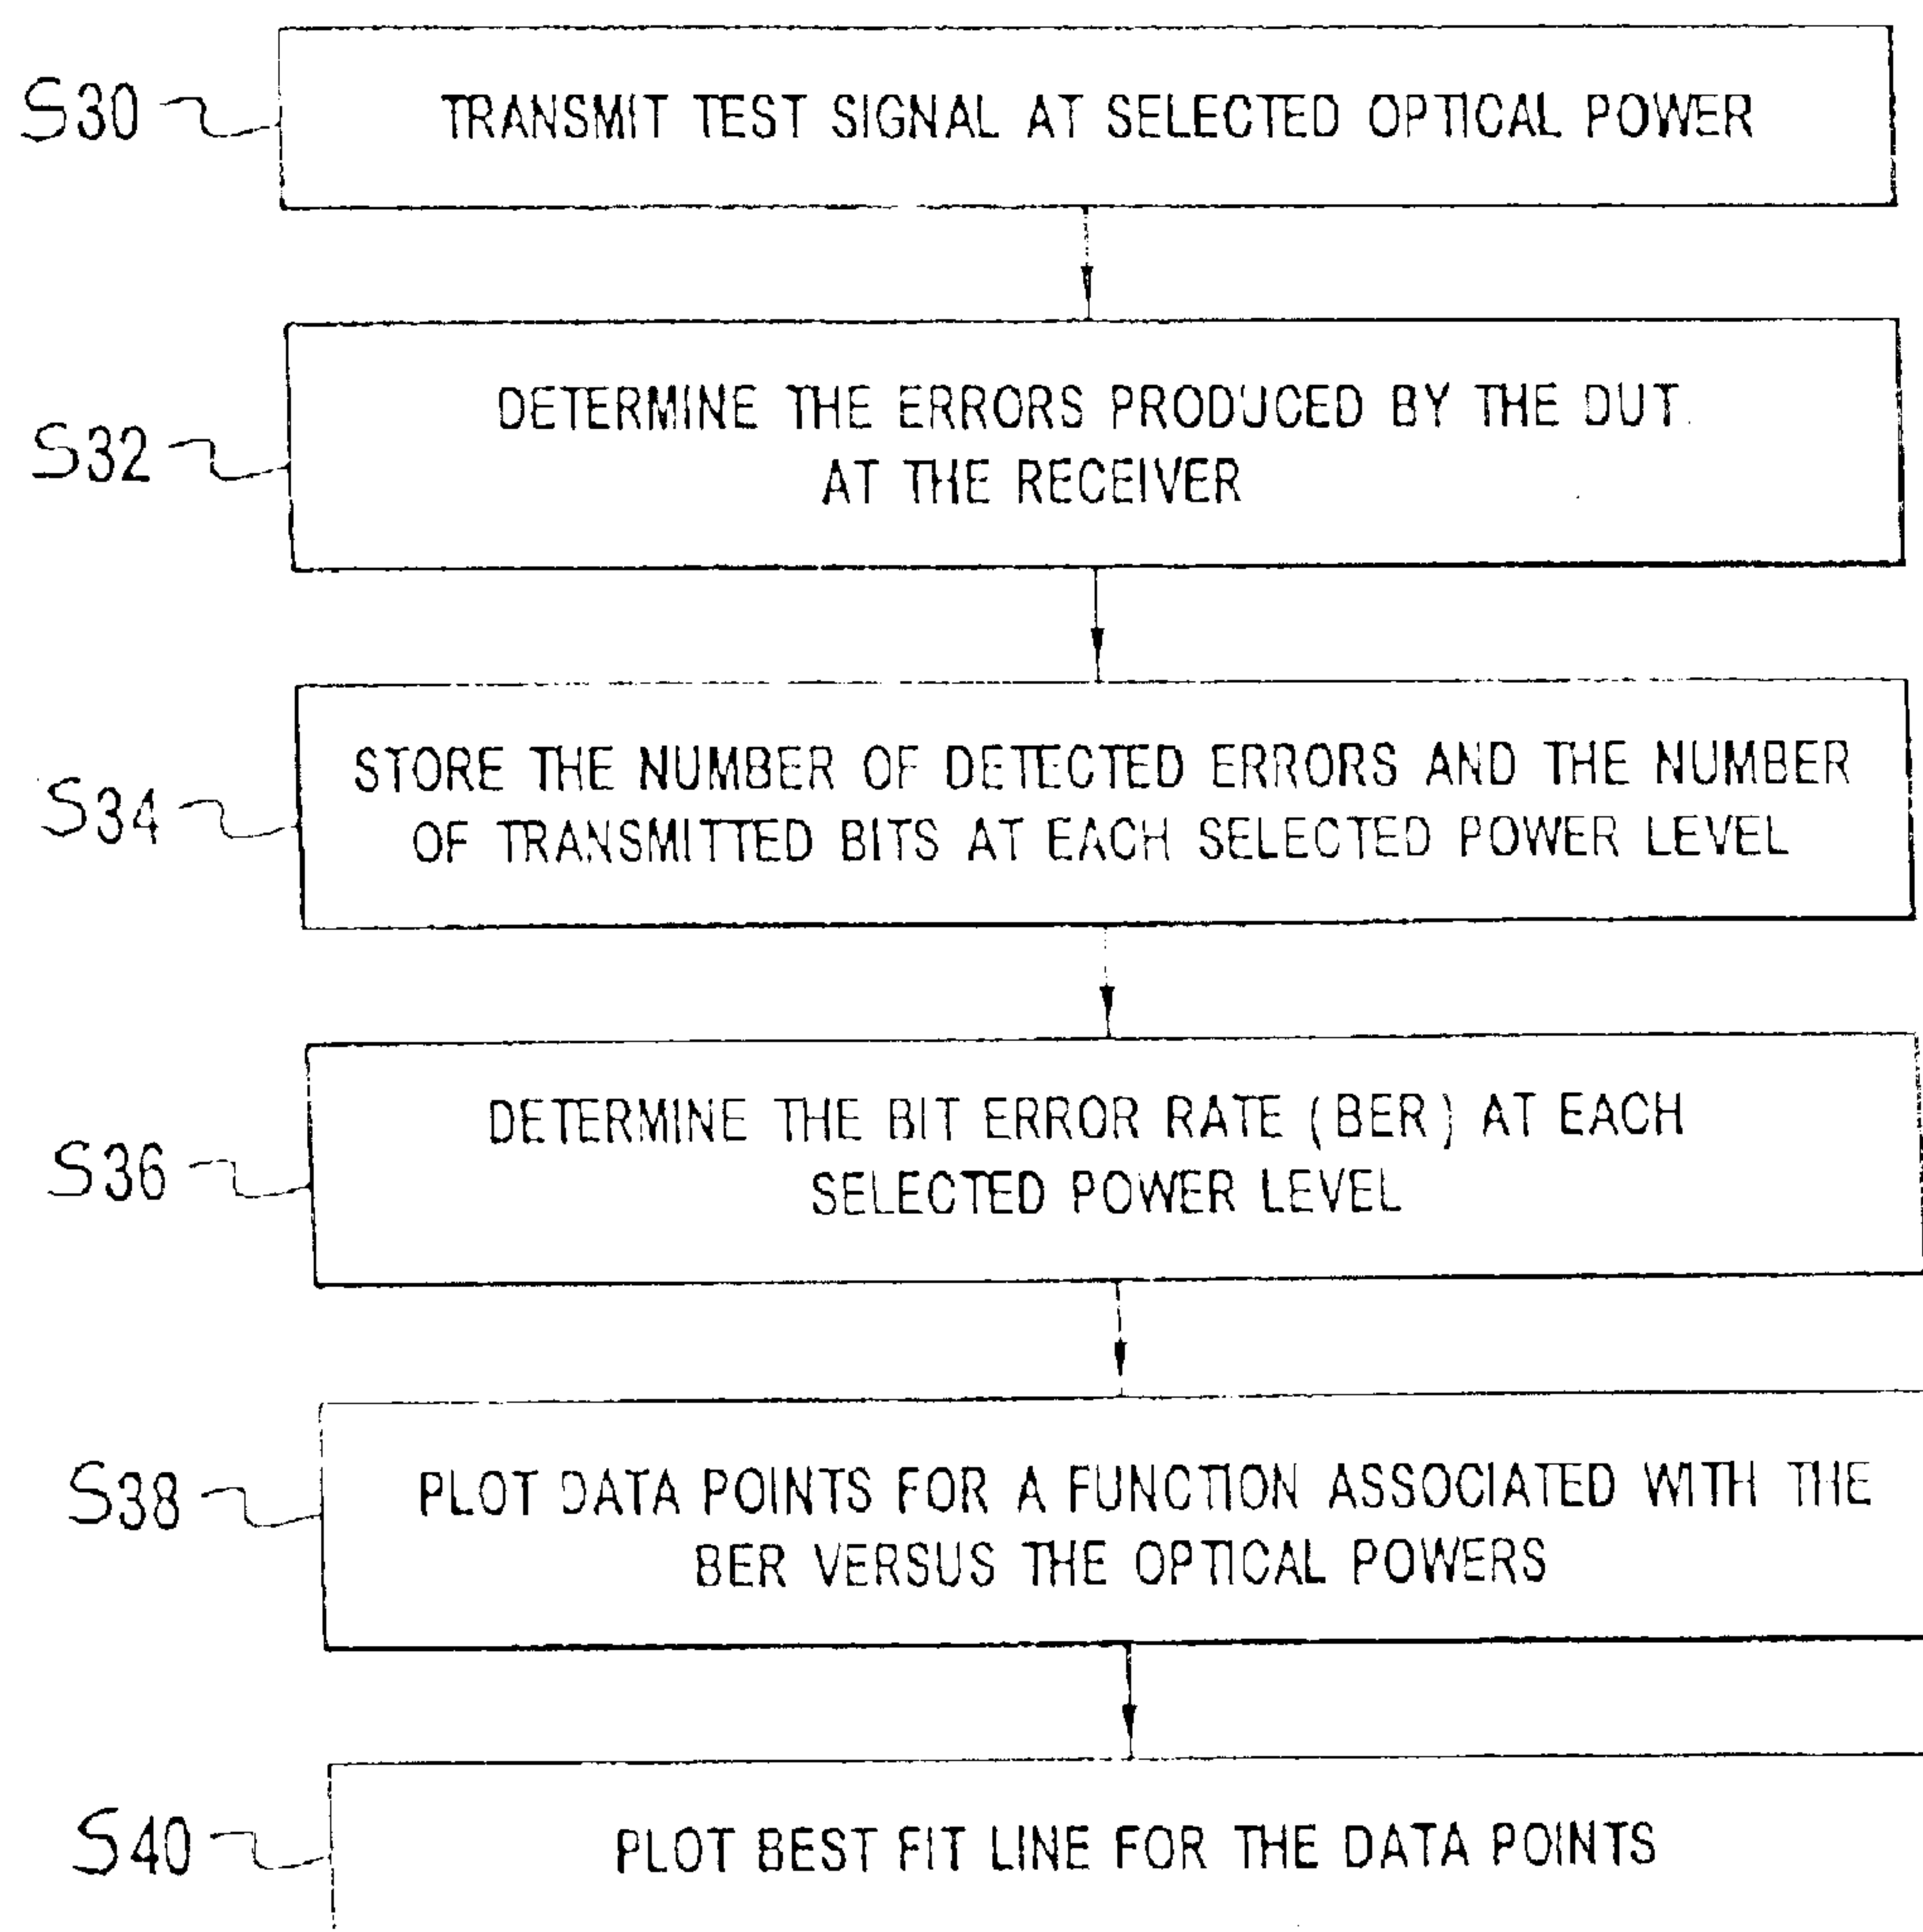 S30
TRANSMIT TEST SIGNAL AT SELECTED OPTICAL POWER
S32
DETERMINE THE ERRORS PRODUCED BY THE DUT
AT THE RECEIVER
S34
STORE THE NUMBER OF DETECTED ERRORS AND THE NUMBER
OF TRANSMITTED BITS AT EACH SELECTED POWER LEVEL
S36
DETERMINE THE BIT ERROR RATE (BER) AT EACH
SELECTED POWER LEVEL
S38
PLOT DATA POINTS FOR A FUNCTION ASSOCIATED WITH THE
BER VERSUS THE OPTICAL POWERS
S40
PLOT BEST FIT LINE FOR THE DATA POINTS